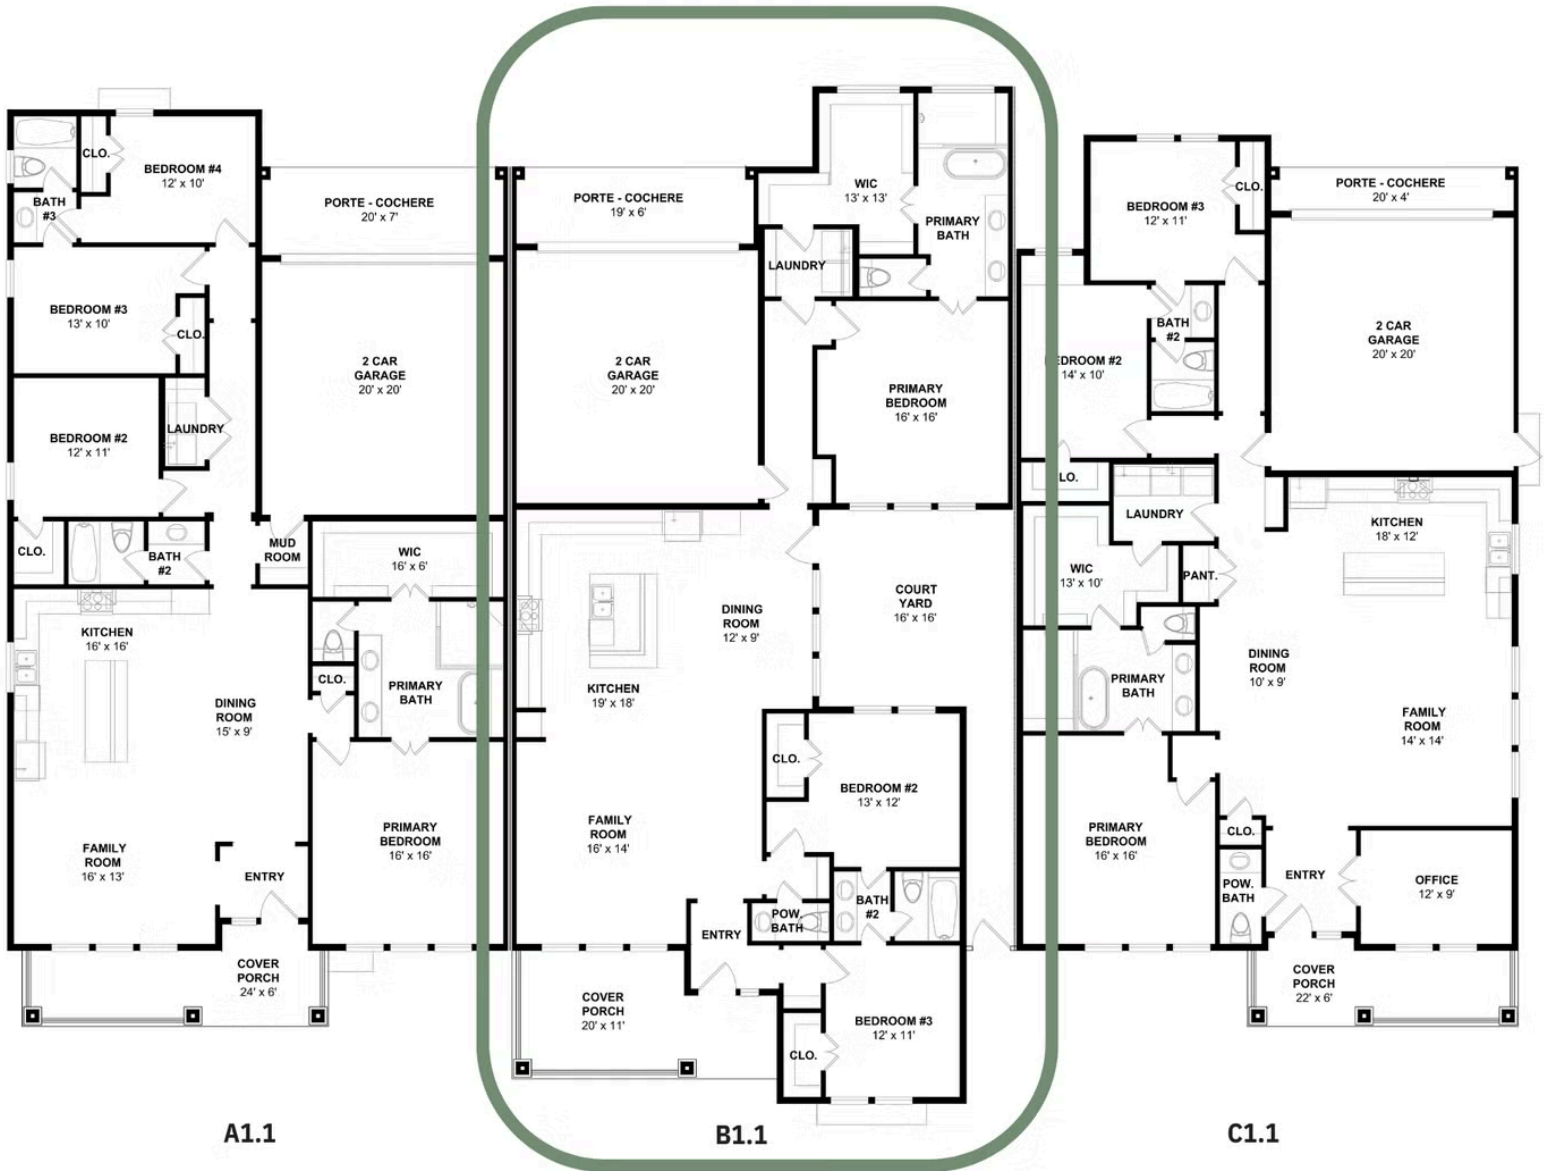 CLO.
BEDROOM #4
12' x 10'
BATH
#3
PORTE - COCHERE
20' x 7'
BEDROOM #3
13' x 10'
CLO.
2 CAR
GARAGE
20' x 20'
BEDROOM #2
12' x 11'
LAUNDRY
CLO.
BATH
#2
MUD
ROOM
WIC
16' x 6'
KITCHEN
16' x 16'
CLO.
PRIMARY
BATH
DINING
ROOM
15' x 9'
FAMILY
ROOM
16' x 13'
ENTRY
PRIMARY
BEDROOM
16' x 16'
COVER
PORCH
24' x 6'
A1.1
PORTE - COCHERE
19' x 6'
WIC
13' x 13'
PRIMARY
BATH
LAUNDRY
2 CAR
GARAGE
20' x 20'
PRIMARY
BEDROOM
16' x 16'
DINING
ROOM
12' x 9'
COURT
YARD
16' x 16'
KITCHEN
19' x 18'
CLO.
BEDROOM #2
13' x 12'
FAMILY
ROOM
16' x 14'
BATH
#2
POW.
BATH
ENTRY
COVER
PORCH
20' x 11'
BEDROOM #3
12' x 11'
CLO.
B1.1
BEDROOM #3
12' x 11'
CLO.
PORTE - COCHERE
20' x 4'
BATH
#2
2 CAR
GARAGE
20' x 20'
EDROOM #2
14' x 10'
LO.
LAUNDRY
KITCHEN
18' x 12'
WIC
13' x 10'
PANT.
DINING
ROOM
10' x 9'
PRIMARY
BATH
FAMILY
ROOM
14' x 14'
PRIMARY
BEDROOM
16' x 16'
CLO.
POW.
BATH
ENTRY
OFFICE
12' x 9'
COVER
PORCH
22' x 6'
C1.1